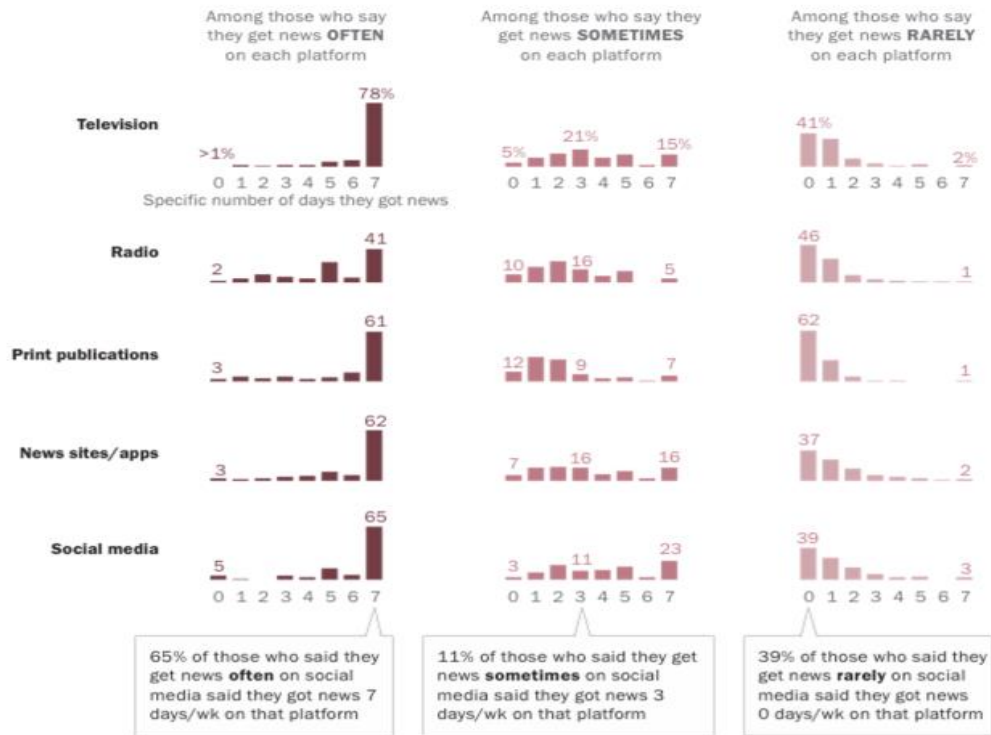 Among those who say they get news OFTEN on each platform
Among those who say they get news SOMETIMES on each platform
Among those who say they get news RARELY on each platform
Television
>1% 78%
5% 21% 15%
41% 2%
0 1 2 3 4 5 6 7
0 1 2 3 4 5 6 7
0 1 2 3 4 5 6 7
Specific number of days they got news
Radio
2 41
10 16 5
46 1
Print publications
3 61
12 9 7
62 1
News sites/apps
3 62
7 16 16
37 2
Social media
5 65
3 11 23
39 3
0 1 2 3 4 5 6 7
0 1 2 3 4 5 6 7
0 1 2 3 4 5 6 7
65% of those who said they
get news often on social
media said they got news 7
days/wk on that platform
11% of those who said they get
news sometimes on social
media said they got news 3
days/wk on that platform
39% of those who said they
get news rarely on social
media said they got news
0 days/wk on that platform